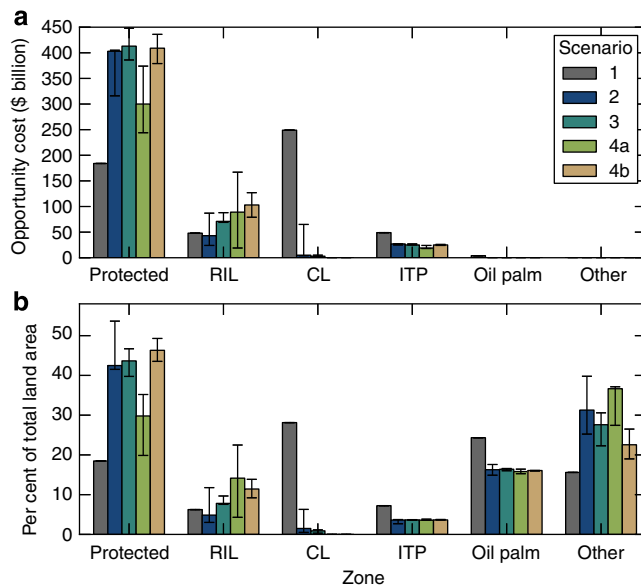 a
Opportunity cost ($ billion)
450
400
350
300
250
200
150
100
50
0
Scenario
1
2
3
4a
4b
Protected RIL CL ITP Oil palm Other
b
Per cent of total land area
50
40
30
20
10
0
Protected RIL CL ITP Oil palm Other
Zone